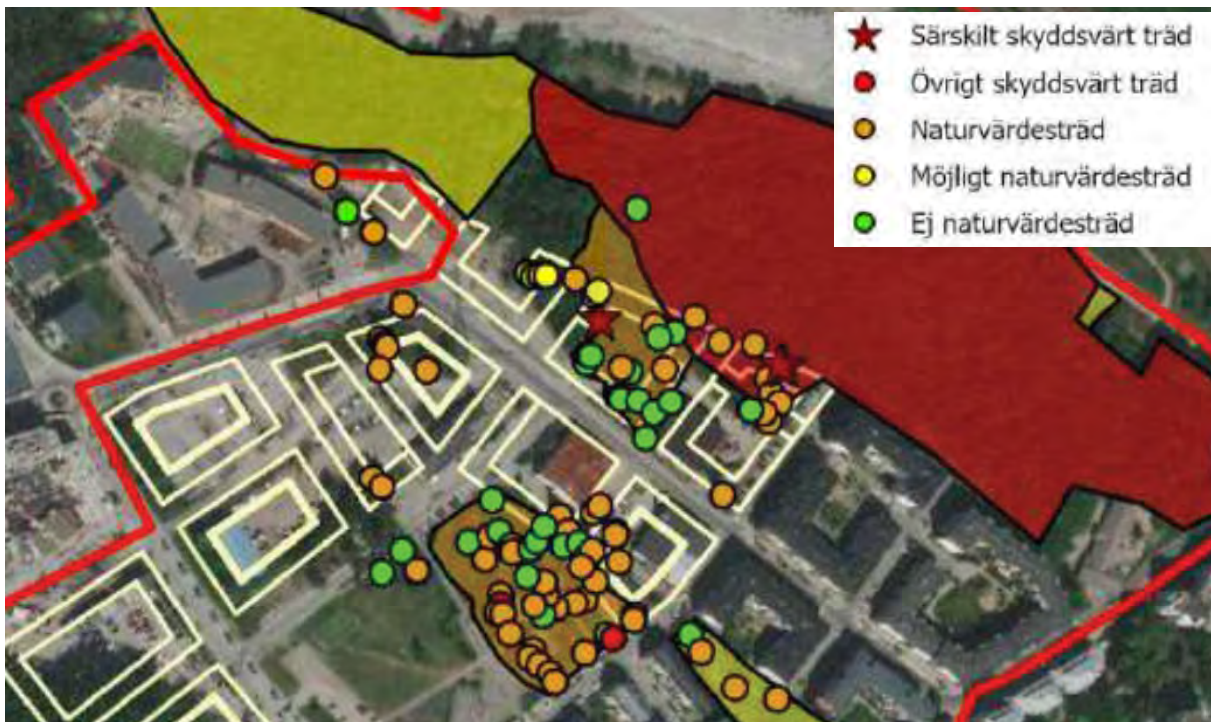 Särskilt skyddsvärt träd
Övrigt skyddsvärt träd
Naturvärdesträd
Möjligt naturvärdesträd
Ej naturvärdesträd